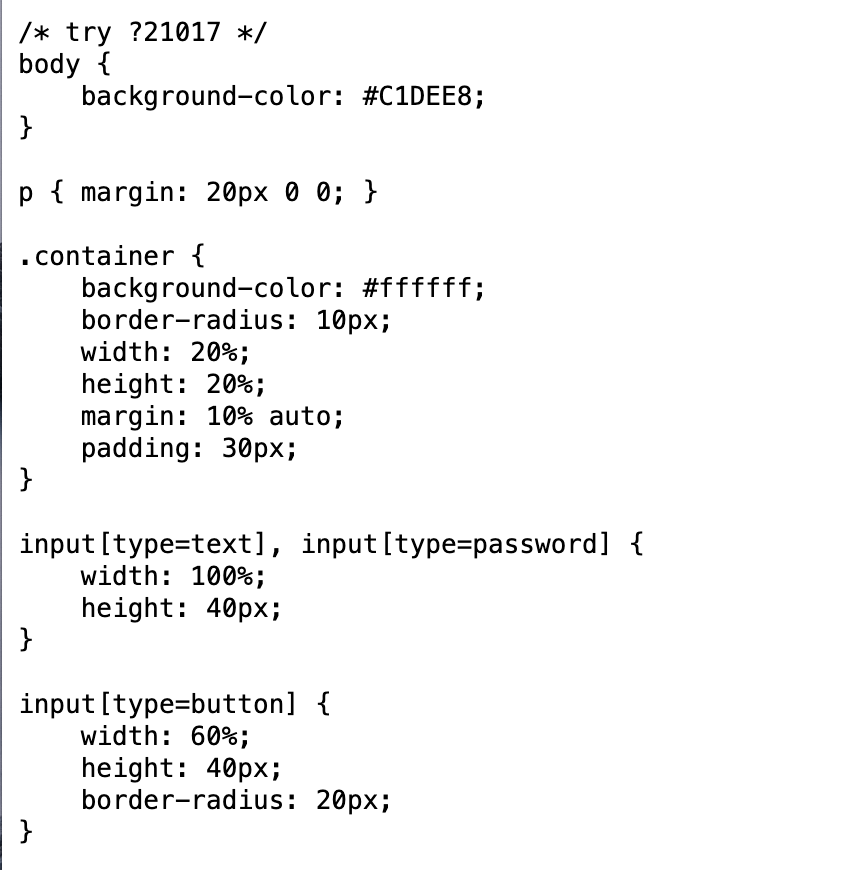 /* try ?21017 */
body {
    background-color: #C1DEE8;
}

p { margin: 20px 0 0; }

.container {
    background-color: #ffffff;
    border-radius: 10px;
    width: 20%;
    height: 20%;
    margin: 10% auto;
    padding: 30px;
}

input[type=text], input[type=password] {
    width: 100%;
    height: 40px;
}

input[type=button] {
    width: 60%;
    height: 40px;
    border-radius: 20px;
}